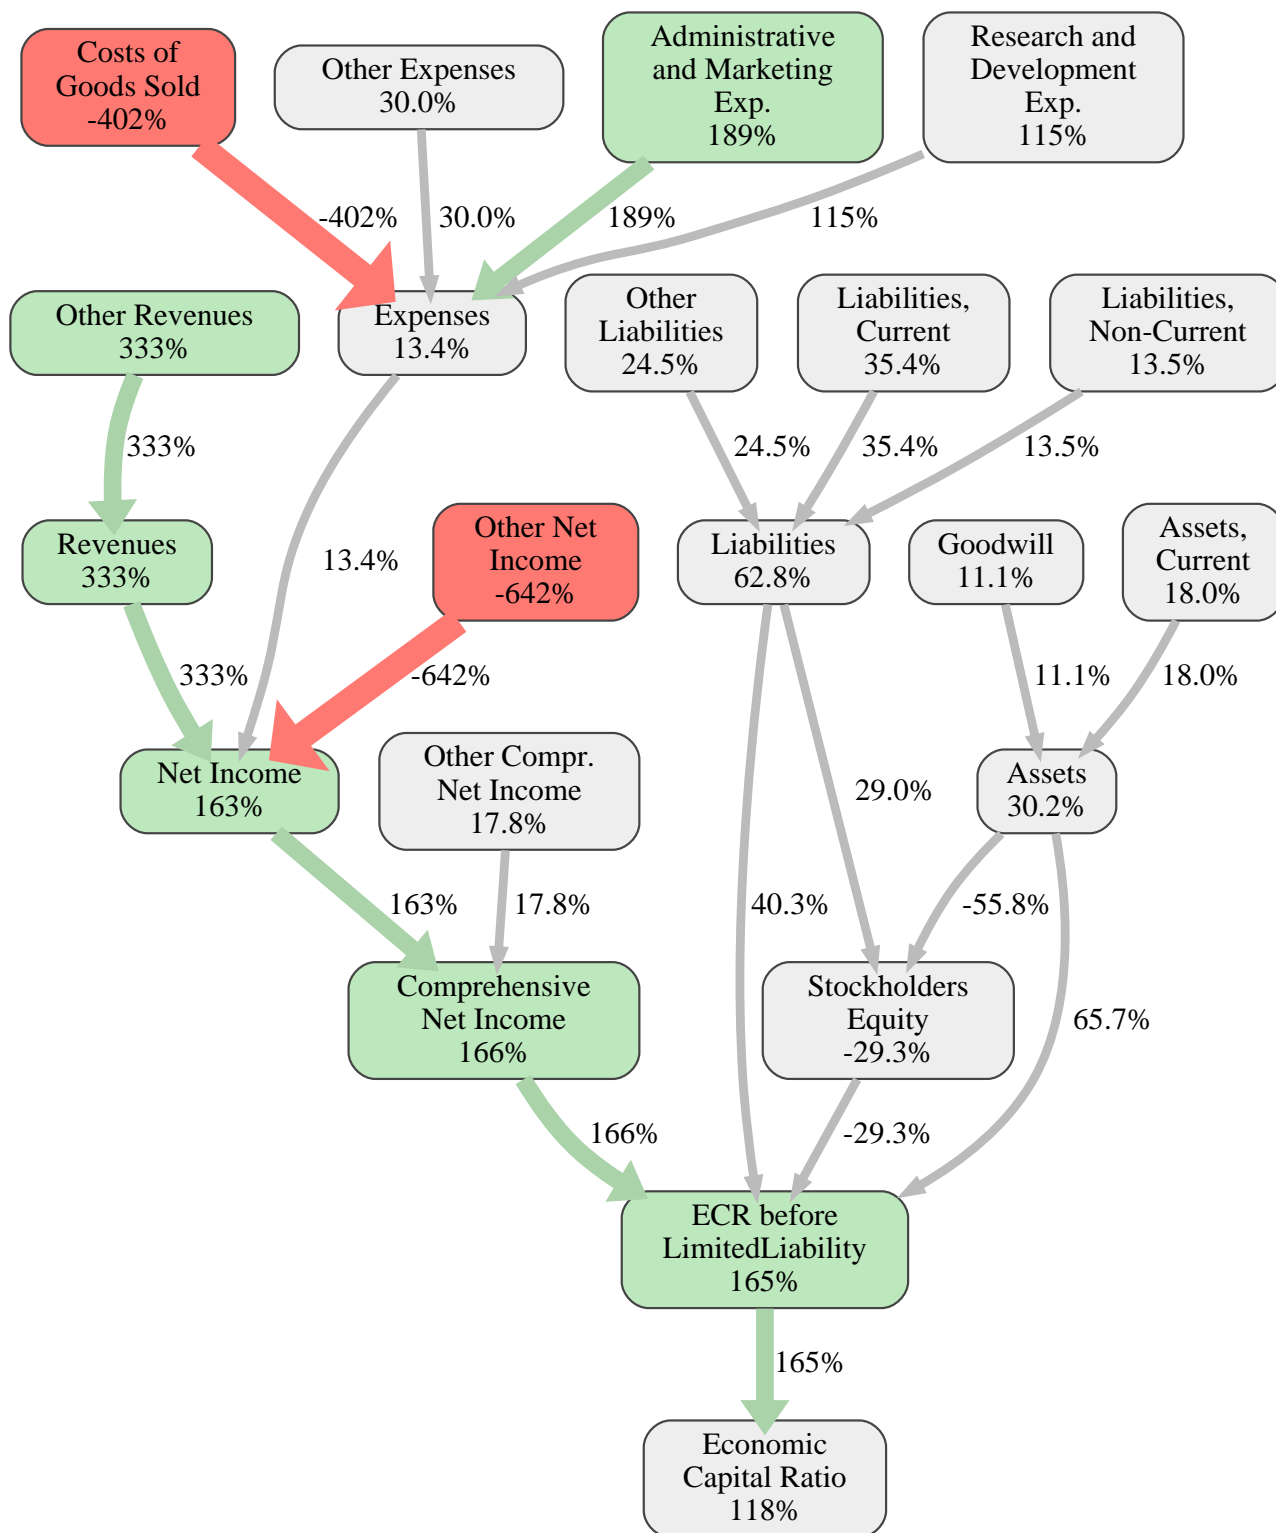 Costs of
Goods Sold
-402%
Other Expenses
30.0%
Administrative
and Marketing
Exp.
189%
Research and
Development
Exp.
115%
-402%
30.0%
189%
115%
Other Revenues
333%
Expenses
13.4%
Other
Liabilities
24.5%
Liabilities,
Current
35.4%
Liabilities,
Non-Current
13.5%
333%
24.5%
35.4%
13.5%
Revenues
333%
13.4%
Other Net
Income
-642%
Liabilities
62.8%
Goodwill
11.1%
Assets,
Current
18.0%
333%
-642%
11.1%
18.0%
Net Income
163%
Other Compr.
Net Income
17.8%
29.0%
Assets
30.2%
163%
17.8%
40.3%
-55.8%
Comprehensive
Net Income
166%
Stockholders
Equity
-29.3%
65.7%
166%
-29.3%
ECR before
LimitedLiability
165%
165%
Economic
Capital Ratio
118%